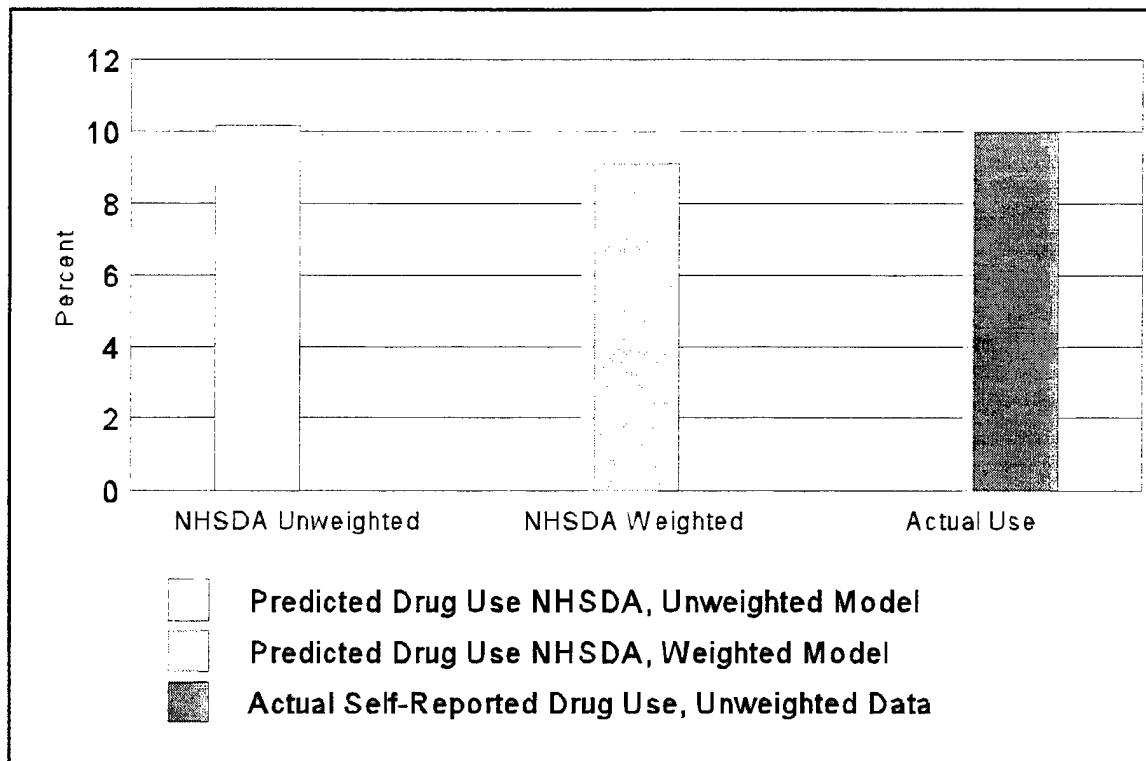 12
10
8
6
4
2
0
Percent
NHSDA Unweighted
NHSDA Weighted
Actual Use
Predicted Drug Use NHSDA, Unweighted Model
Predicted Drug Use NHSDA, Weighted Model
Actual Self-Reported Drug Use, Unweighted Data